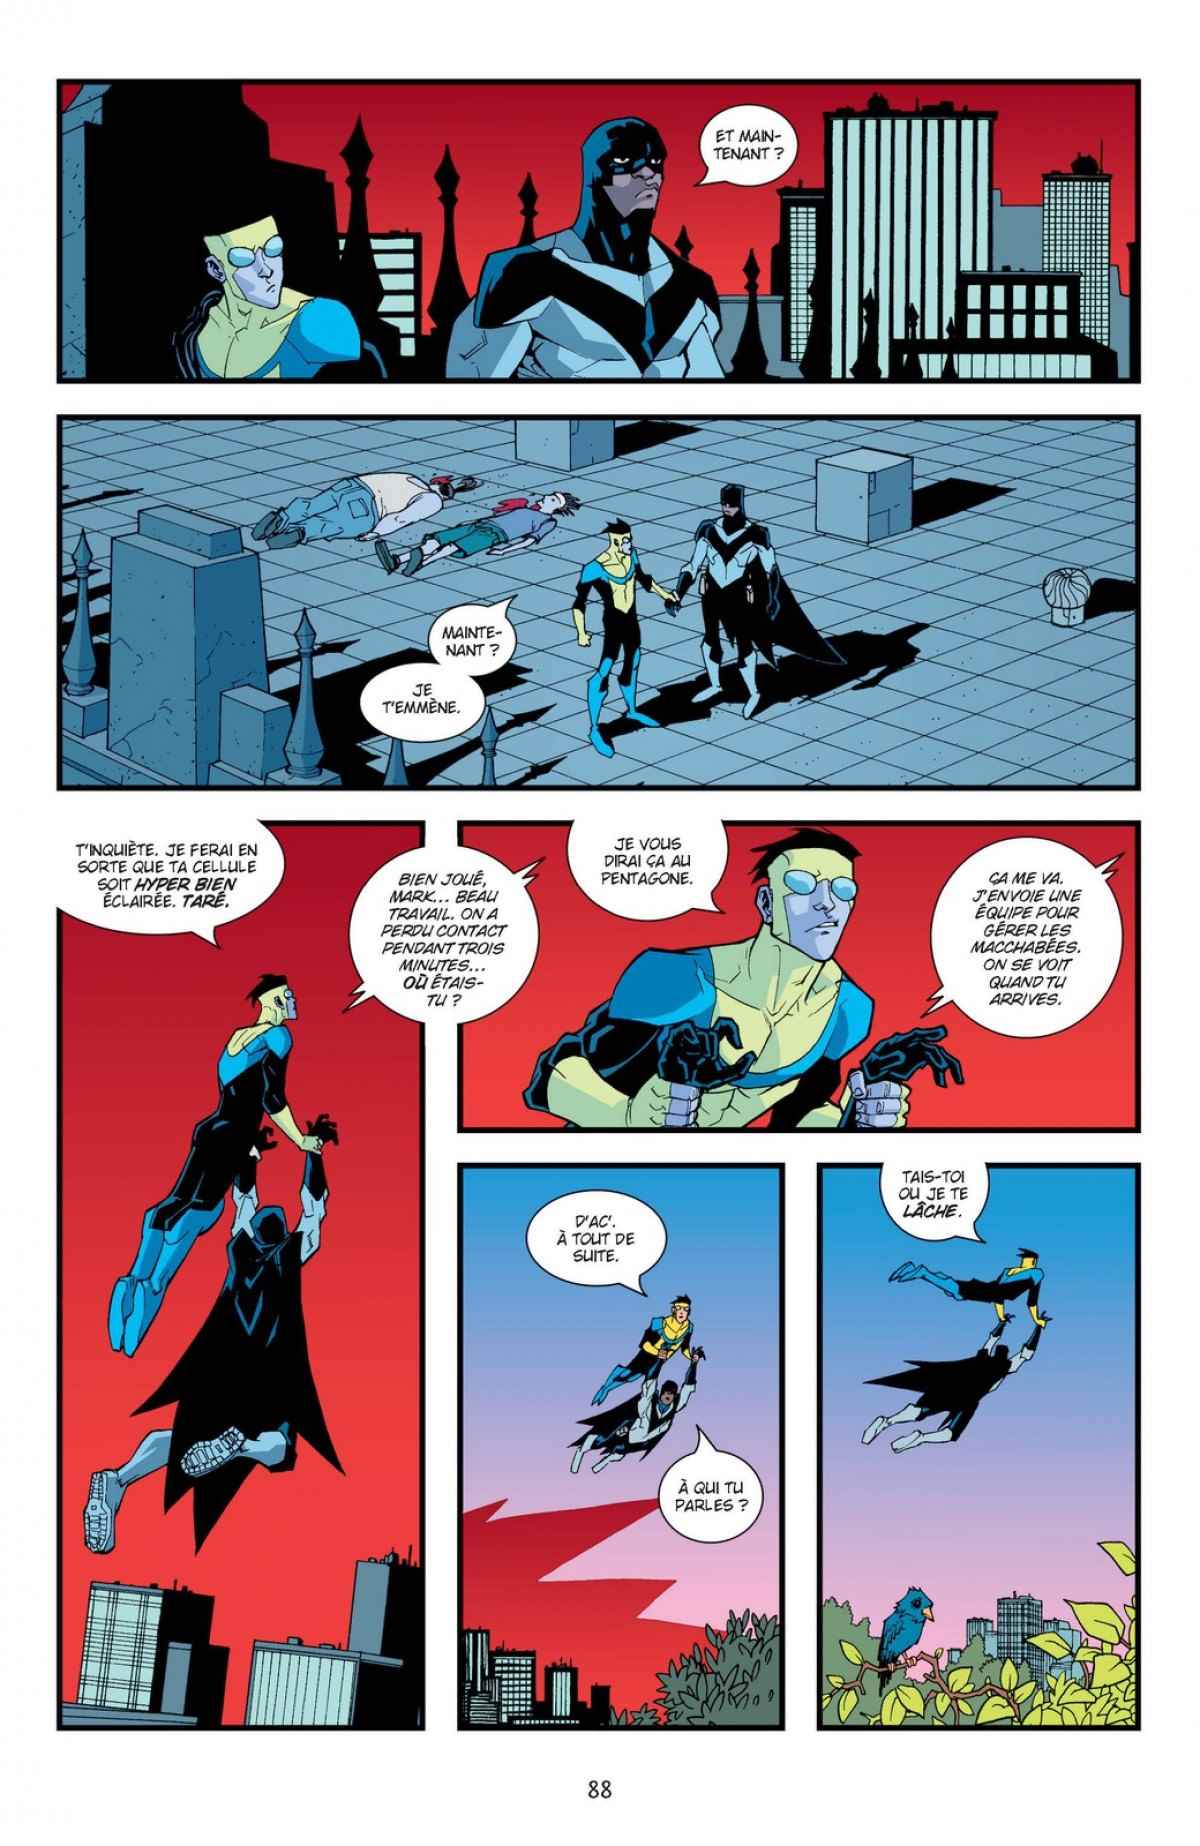 ET MAIN-
TENANT ?
MAINTE-
NANT ?
JE
T'EMMÈNE.
T'INQUIÈTE. JE FERAI EN
SORTE QUE TA CELLULE
SOIT HYPER BIEN
ÉCLAIRÉE. TARÉ.
BIEN JOUÉ,
MARK... BEAU
TRAVAIL. ON A
PERDU CONTACT
PENDANT TROIS
MINUTES...
OÙ ÉTAIS-
TU ?
JE VOUS
DIRAI ÇA AU
PENTAGONE.
ÇA ME VA.
J'ENVOIE UNE
ÉQUIPE POUR
GÉRER LES
MACCHABÉES.
ON SE VOIT
QUAND TU
ARRIVES.
D'AC'.
À TOUT DE
SUITE.
À QUI TU
PARLES ?
TAIS-TOI
OU JE TE
LÂCHE.
88